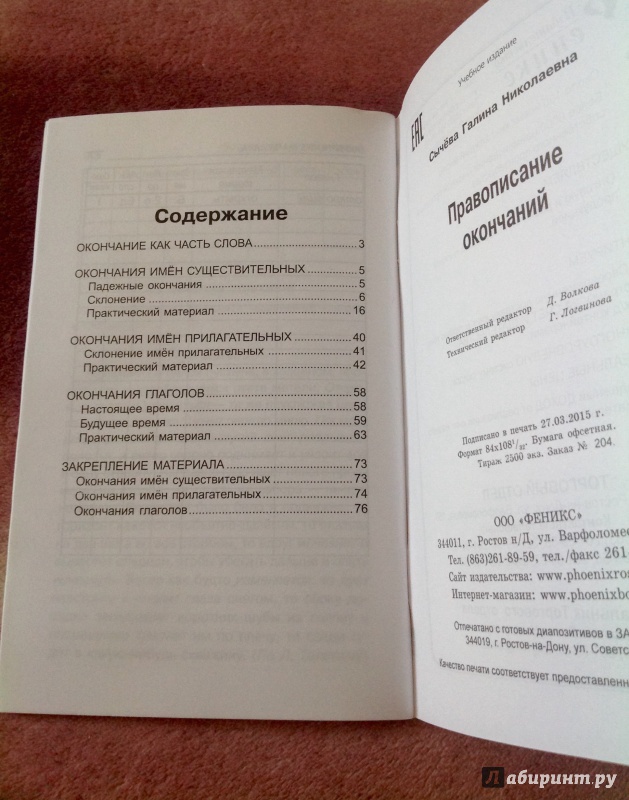 Содержание
ОКОНЧАНИЕ КАК ЧАСТЬ СЛОВА ..... 3
ОКОНЧАНИЯ ИМЁН СУЩЕСТВИТЕЛЬНЫХ ..... 5
Падежные окончания ..... 5
Склонение ..... 6
Практический материал ..... 16
ОКОНЧАНИЯ ИМЁН ПРИЛАГАТЕЛЬНЫХ ..... 40
Склонение имён прилагательных ..... 41
Практический материал ..... 42
ОКОНЧАНИЯ ГЛАГОЛОВ ..... 58
Настоящее время ..... 58
Будущее время ..... 59
Практический материал ..... 63
ЗАКРЕПЛЕНИЕ МАТЕРИАЛА ..... 73
Окончания имён существительных ..... 73
Окончания имён прилагательных ..... 74
Окончания глаголов ..... 76
Учебное издание
ЕАС
Сычёва Галина Николаевна
Правописание
окончаний
Ответственный редактор Д. Волкова
Технический редактор Г. Логвинова
Подписано в печать 27.03.2015 г.
Формат 84х108¹/₃₂. Бумага офсетная.
Тираж 2500 экз. Заказ № 204.
ООО «ФЕНИКС»
344011, г. Ростов н/Д, ул. Варфоломе
Тел. (863)261-89-59, тел./факс 261-
Сайт издательства: www.phoenixro
Интернет-магазин: www.phoenixbo
Отпечатано с готовых диапозитивов в ЗА
344019, г. Ростов-на-Дону, ул. Советс
Качество печати соответствует предоставлен
Лабиринт.ру